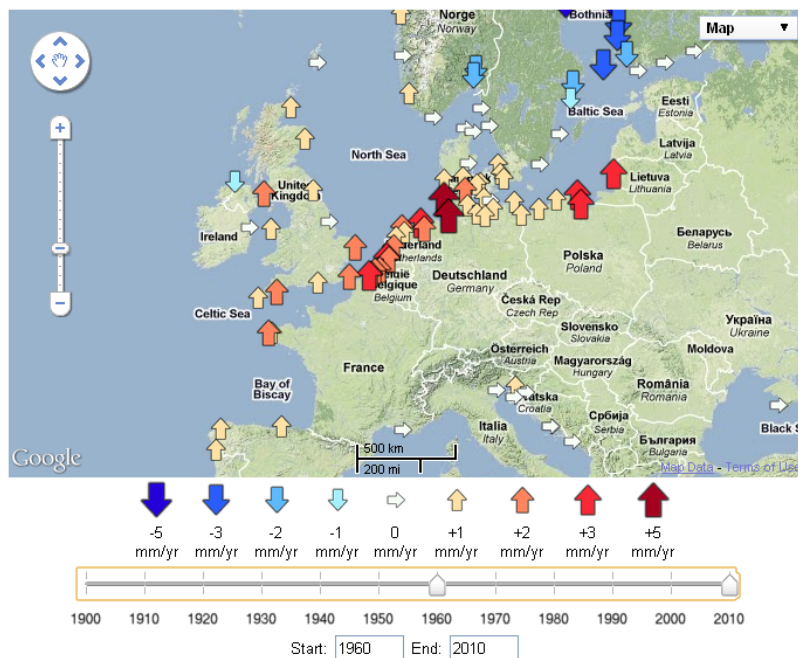 Norge
Norway
Bothnia
Map
Eesti
Estonia
Baltic Sea
Latvija
Latvia
North Sea
Lietuva
Lithuania
United
Kingdom
Ireland
Беларусь
Belarus
Netherlands
Polska
Poland
Deutschland
Germany
Belgique
Belgium
Celtic Sea
Česká Rep
Czech Rep
Україна
Ukraine
Slovensko
Slovakia
Österreich
Austria
Magyarország
Hungary
Moldova
France
Bay of
Biscay
România
Romania
Croatia
Italia
Italy
Србија
Serbia
Black S
България
Bulgaria
Google
500 km
200 mi
Map Data - Terms of Use
-5 -3 -2 -1 0 +1 +2 +3 +5
mm/yr mm/yr mm/yr mm/yr mm/yr mm/yr mm/yr mm/yr mm/yr
1900 1910 1920 1930 1940 1950 1960 1970 1980 1990 2000 2010
Start: 1960 End: 2010